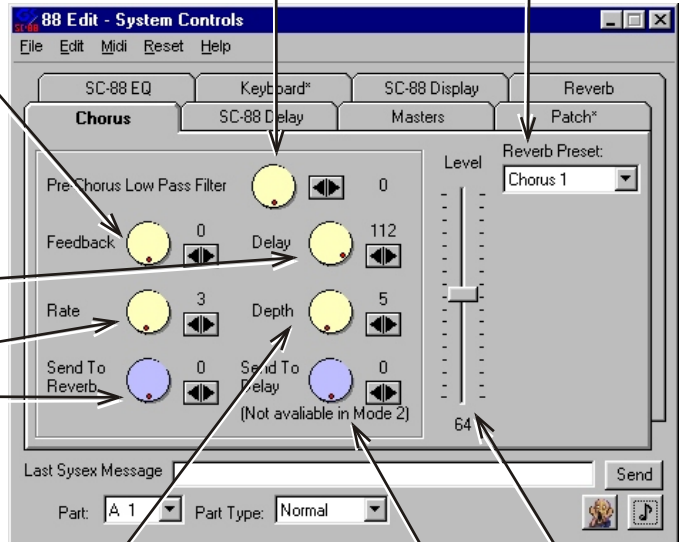 88 Edit - System Controls
SC-88
File Edit Midi Reset Help
SC-88 EQ Keyboard* SC-88 Display Reverb
Chorus SC-88 Delay Masters Patch*
Pre-Chorus Low Pass Filter 0
Level
Reverb Preset:
Chorus 1
Feedback 0 Delay 112
Rate 3 Depth 5
Send To Reverb 0 Send To Delay 0
(Not avaliable in Mode 2)
64
Last Sysex Message Send
Part: A 1 Part Type: Normal